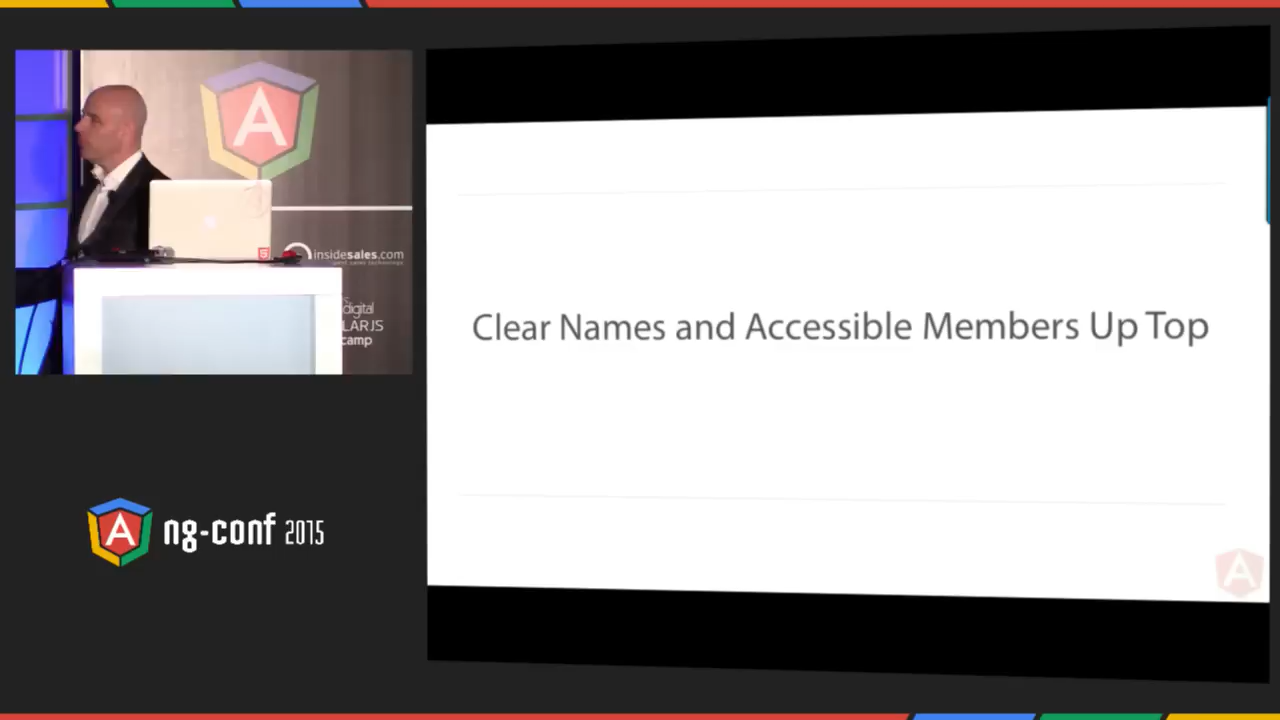 insidesales.com
digital
LARJS
camp
Clear Names and Accessible Members Up Top
ng-conf 2015